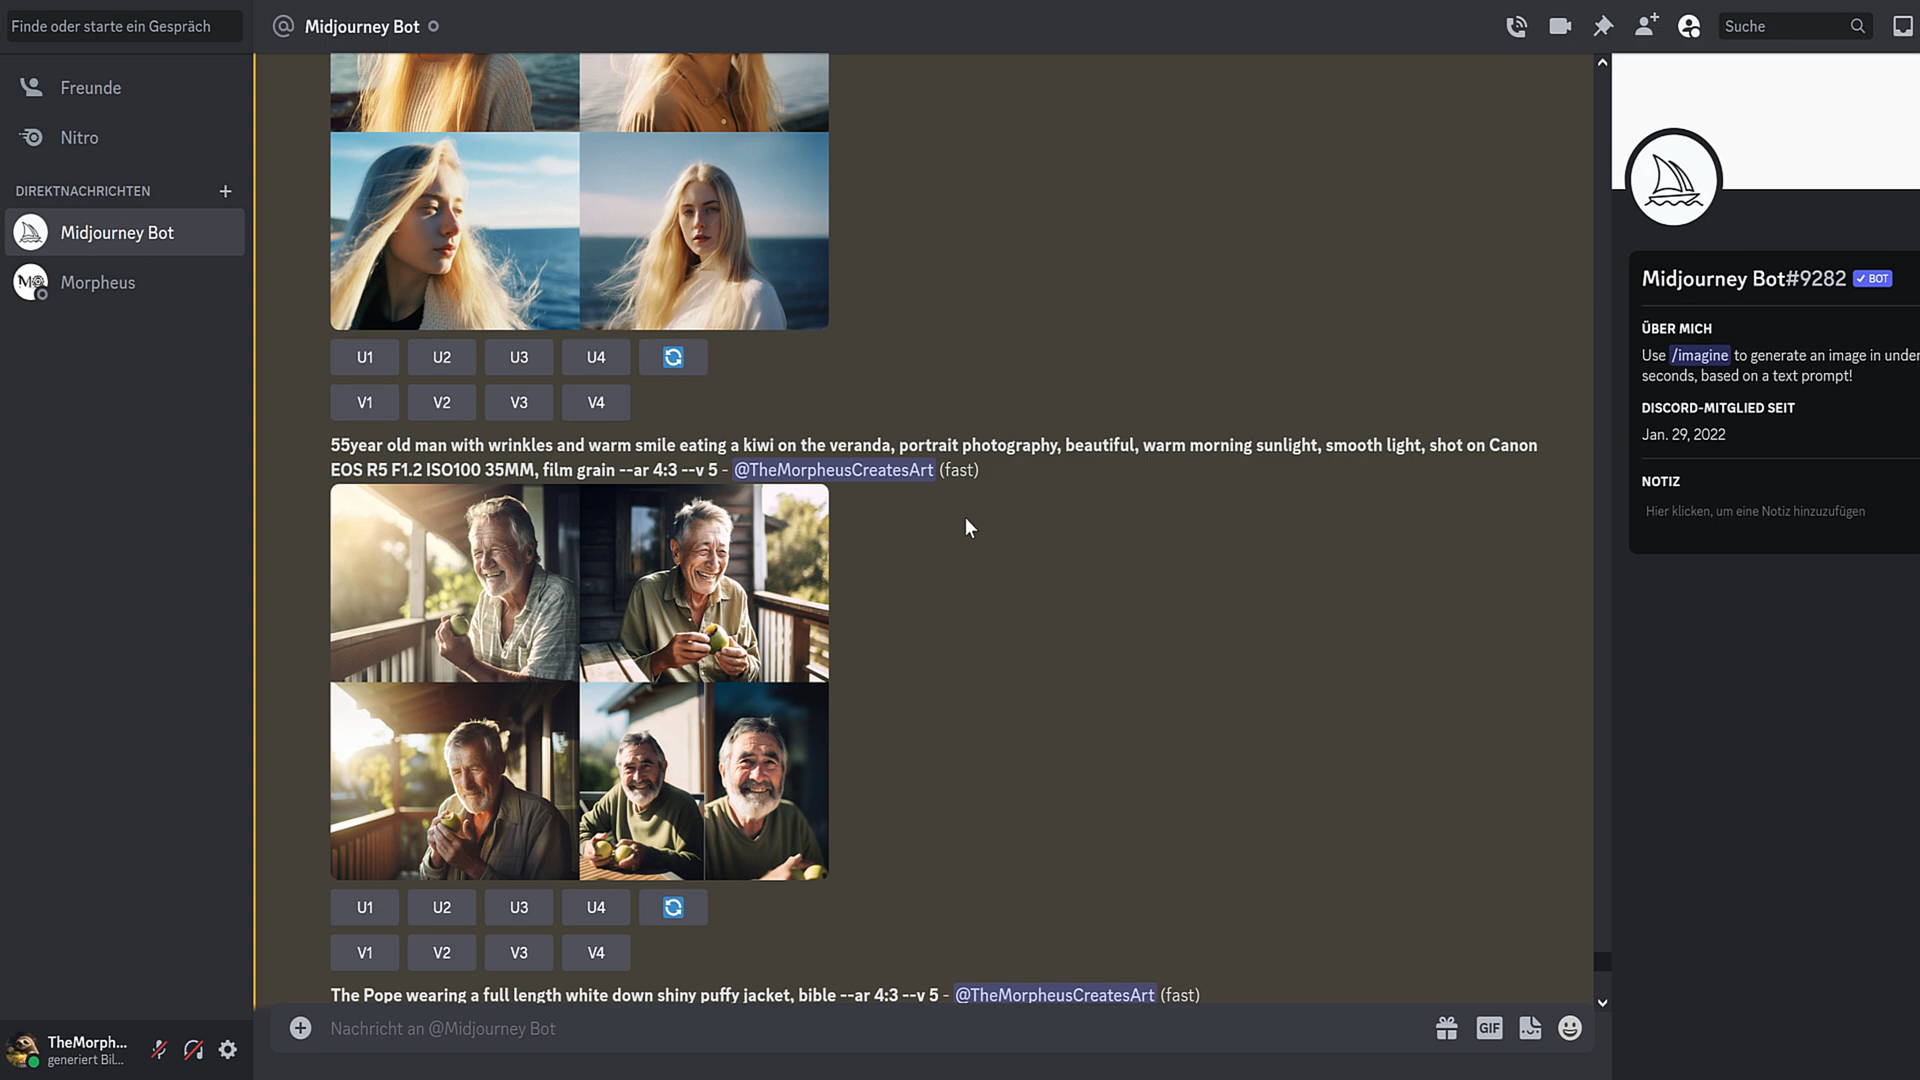 Finde oder starte ein Gespräch
Freunde
Nitro
DIREKTNACHRICHTEN
Midjourney Bot
Morpheus
TheMorph...
generiert Bil...
Midjourney Bot
Suche
U1 U2 U3 U4
V1 V2 V3 V4
55year old man with wrinkles and warm smile eating a kiwi on the veranda, portrait photography, beautiful, warm morning sunlight, smooth light, shot on Canon
EOS R5 F1.2 ISO100 35MM, film grain --ar 4:3 --v 5 - @TheMorpheusCreatesArt (fast)
U1 U2 U3 U4
V1 V2 V3 V4
The Pope wearing a full length white down shiny puffy jacket, bible --ar 4:3 --v 5 - @TheMorpheusCreatesArt (fast)
Nachricht an @Midjourney Bot
GIF
Midjourney Bot#9282 BOT
ÜBER MICH
Use /imagine to generate an image in under
seconds, based on a text prompt!
DISCORD-MITGLIED SEIT
Jan. 29, 2022
NOTIZ
Hier klicken, um eine Notiz hinzuzufügen